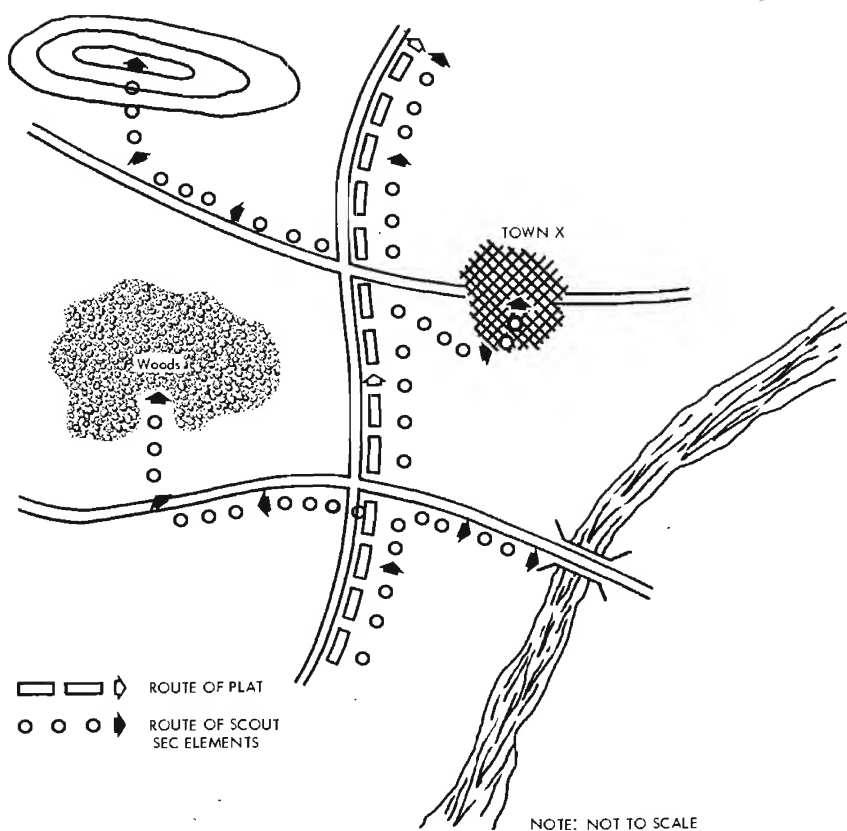 TOWN X
Woods
ROUTE OF PLAT
ROUTE OF SCOUT
SEC ELEMENTS
NOTE: NOT TO SCALE